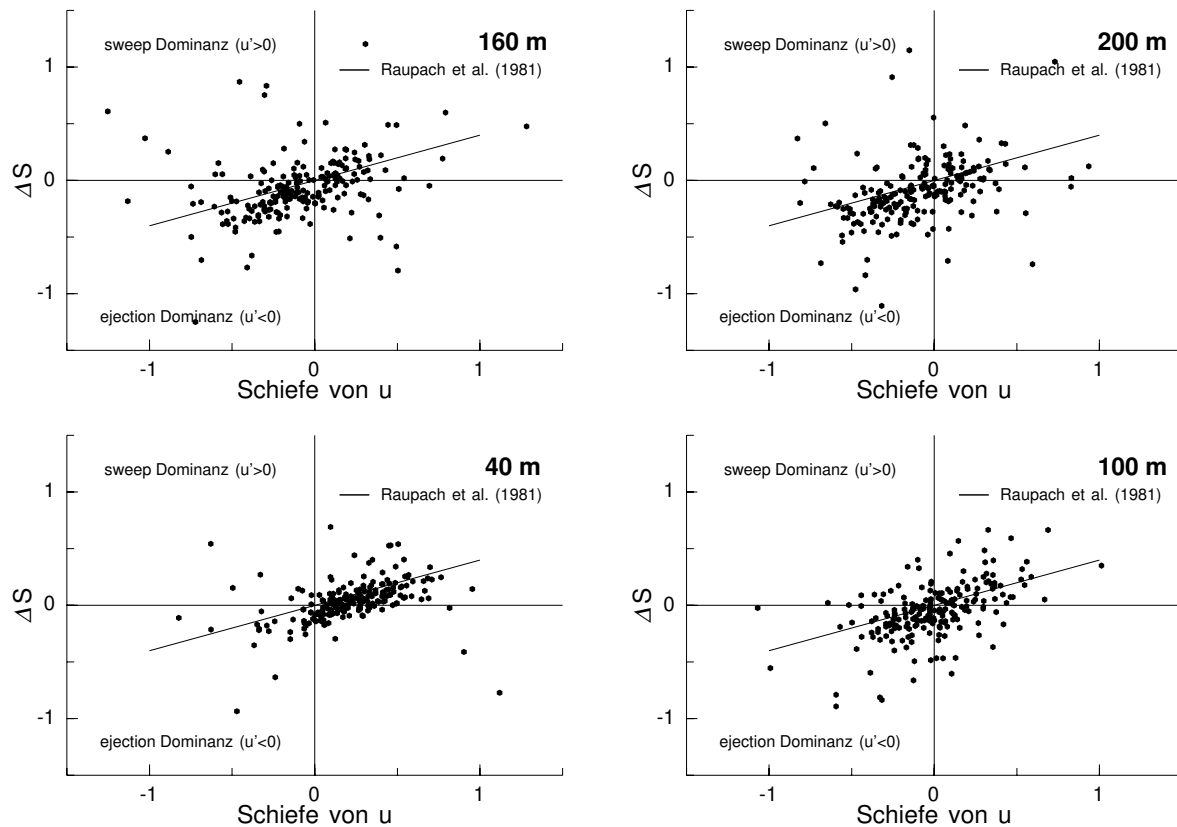 sweep Dominanz (u'>0)
160 m
Raupach et al. (1981)
1
0
-1
Δ S
ejection Dominanz (u'<0)
-1
0
1
Schiefe von u
sweep Dominanz (u'>0)
200 m
Raupach et al. (1981)
1
0
-1
Δ S
ejection Dominanz (u'<0)
-1
0
1
Schiefe von u
sweep Dominanz (u'>0)
40 m
Raupach et al. (1981)
1
0
-1
Δ S
ejection Dominanz (u'<0)
-1
0
1
Schiefe von u
sweep Dominanz (u'>0)
100 m
Raupach et al. (1981)
1
0
-1
Δ S
ejection Dominanz (u'<0)
-1
0
1
Schiefe von u